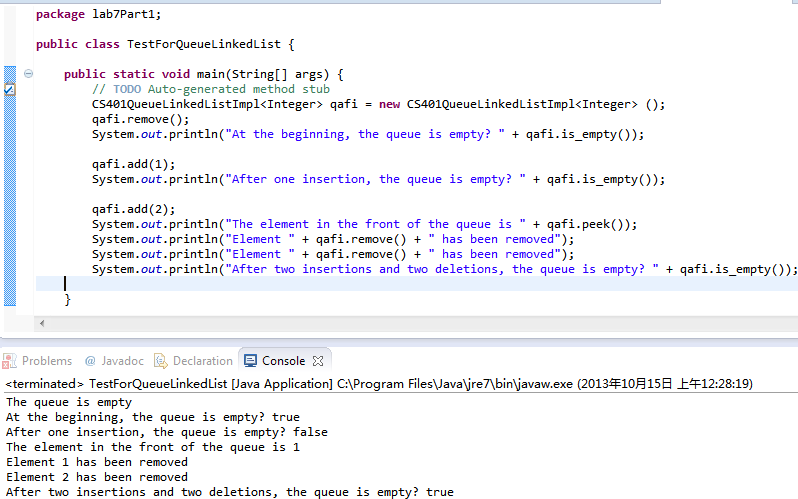 package lab7Part1;
public class TestForQueueLinkedList {
public static void main(String[] args) {
// TODO Auto-generated method stub
CS401QueueLinkedListImpl<Integer> qafi = new CS401QueueLinkedListImpl<Integer> ();
qafi.remove();
System.out.println("At the beginning, the queue is empty? " + qafi.is_empty());
qafi.add(1);
System.out.println("After one insertion, the queue is empty? " + qafi.is_empty());
qafi.add(2);
System.out.println("The element in the front of the queue is " + qafi.peek());
System.out.println("Element " + qafi.remove() + " has been removed");
System.out.println("Element " + qafi.remove() + " has been removed");
System.out.println("After two insertions and two deletions, the queue is empty? " + qafi.is_empty());
}
Problems @ Javadoc Declaration Console
<terminated> TestForQueueLinkedList [Java Application] C:\Program Files\Java\jre7\bin\javaw.exe (2013年10月15日 上午12:28:19)
The queue is empty
At the beginning, the queue is empty? true
After one insertion, the queue is empty? false
The element in the front of the queue is 1
Element 1 has been removed
Element 2 has been removed
After two insertions and two deletions, the queue is empty? true